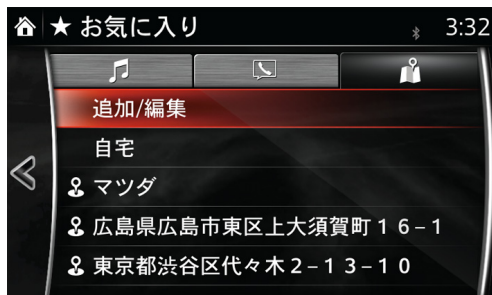 お気に入り 3:32
追加/編集
自宅
マツダ
広島県広島市東区上大須賀町１６−１
東京都渋谷区代々木２−１３−１０